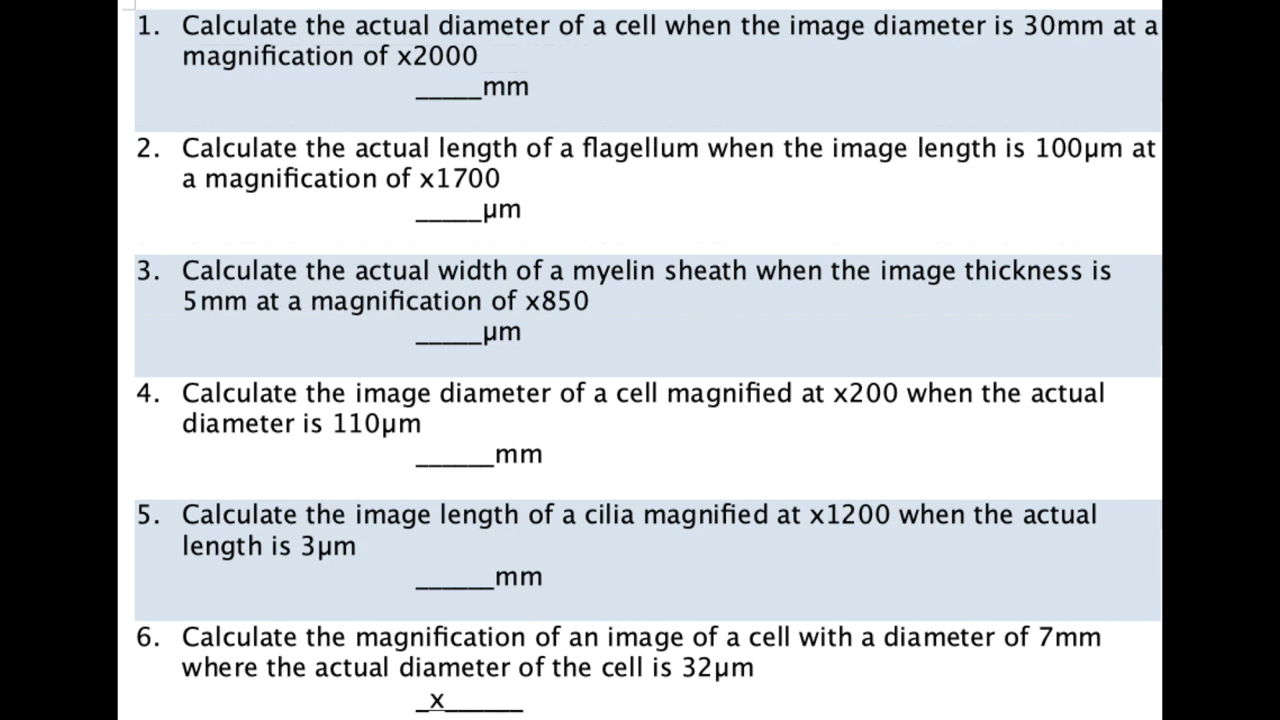 1. Calculate the actual diameter of a cell when the image diameter is 30mm at a
magnification of x2000
_____mm
2. Calculate the actual length of a flagellum when the image length is 100µm at
a magnification of x1700
_____µm
3. Calculate the actual width of a myelin sheath when the image thickness is
5mm at a magnification of x850
_____µm
4. Calculate the image diameter of a cell magnified at x200 when the actual
diameter is 110µm
______mm
5. Calculate the image length of a cilia magnified at x1200 when the actual
length is 3µm
______mm
6. Calculate the magnification of an image of a cell with a diameter of 7mm
where the actual diameter of the cell is 32µm
_x______